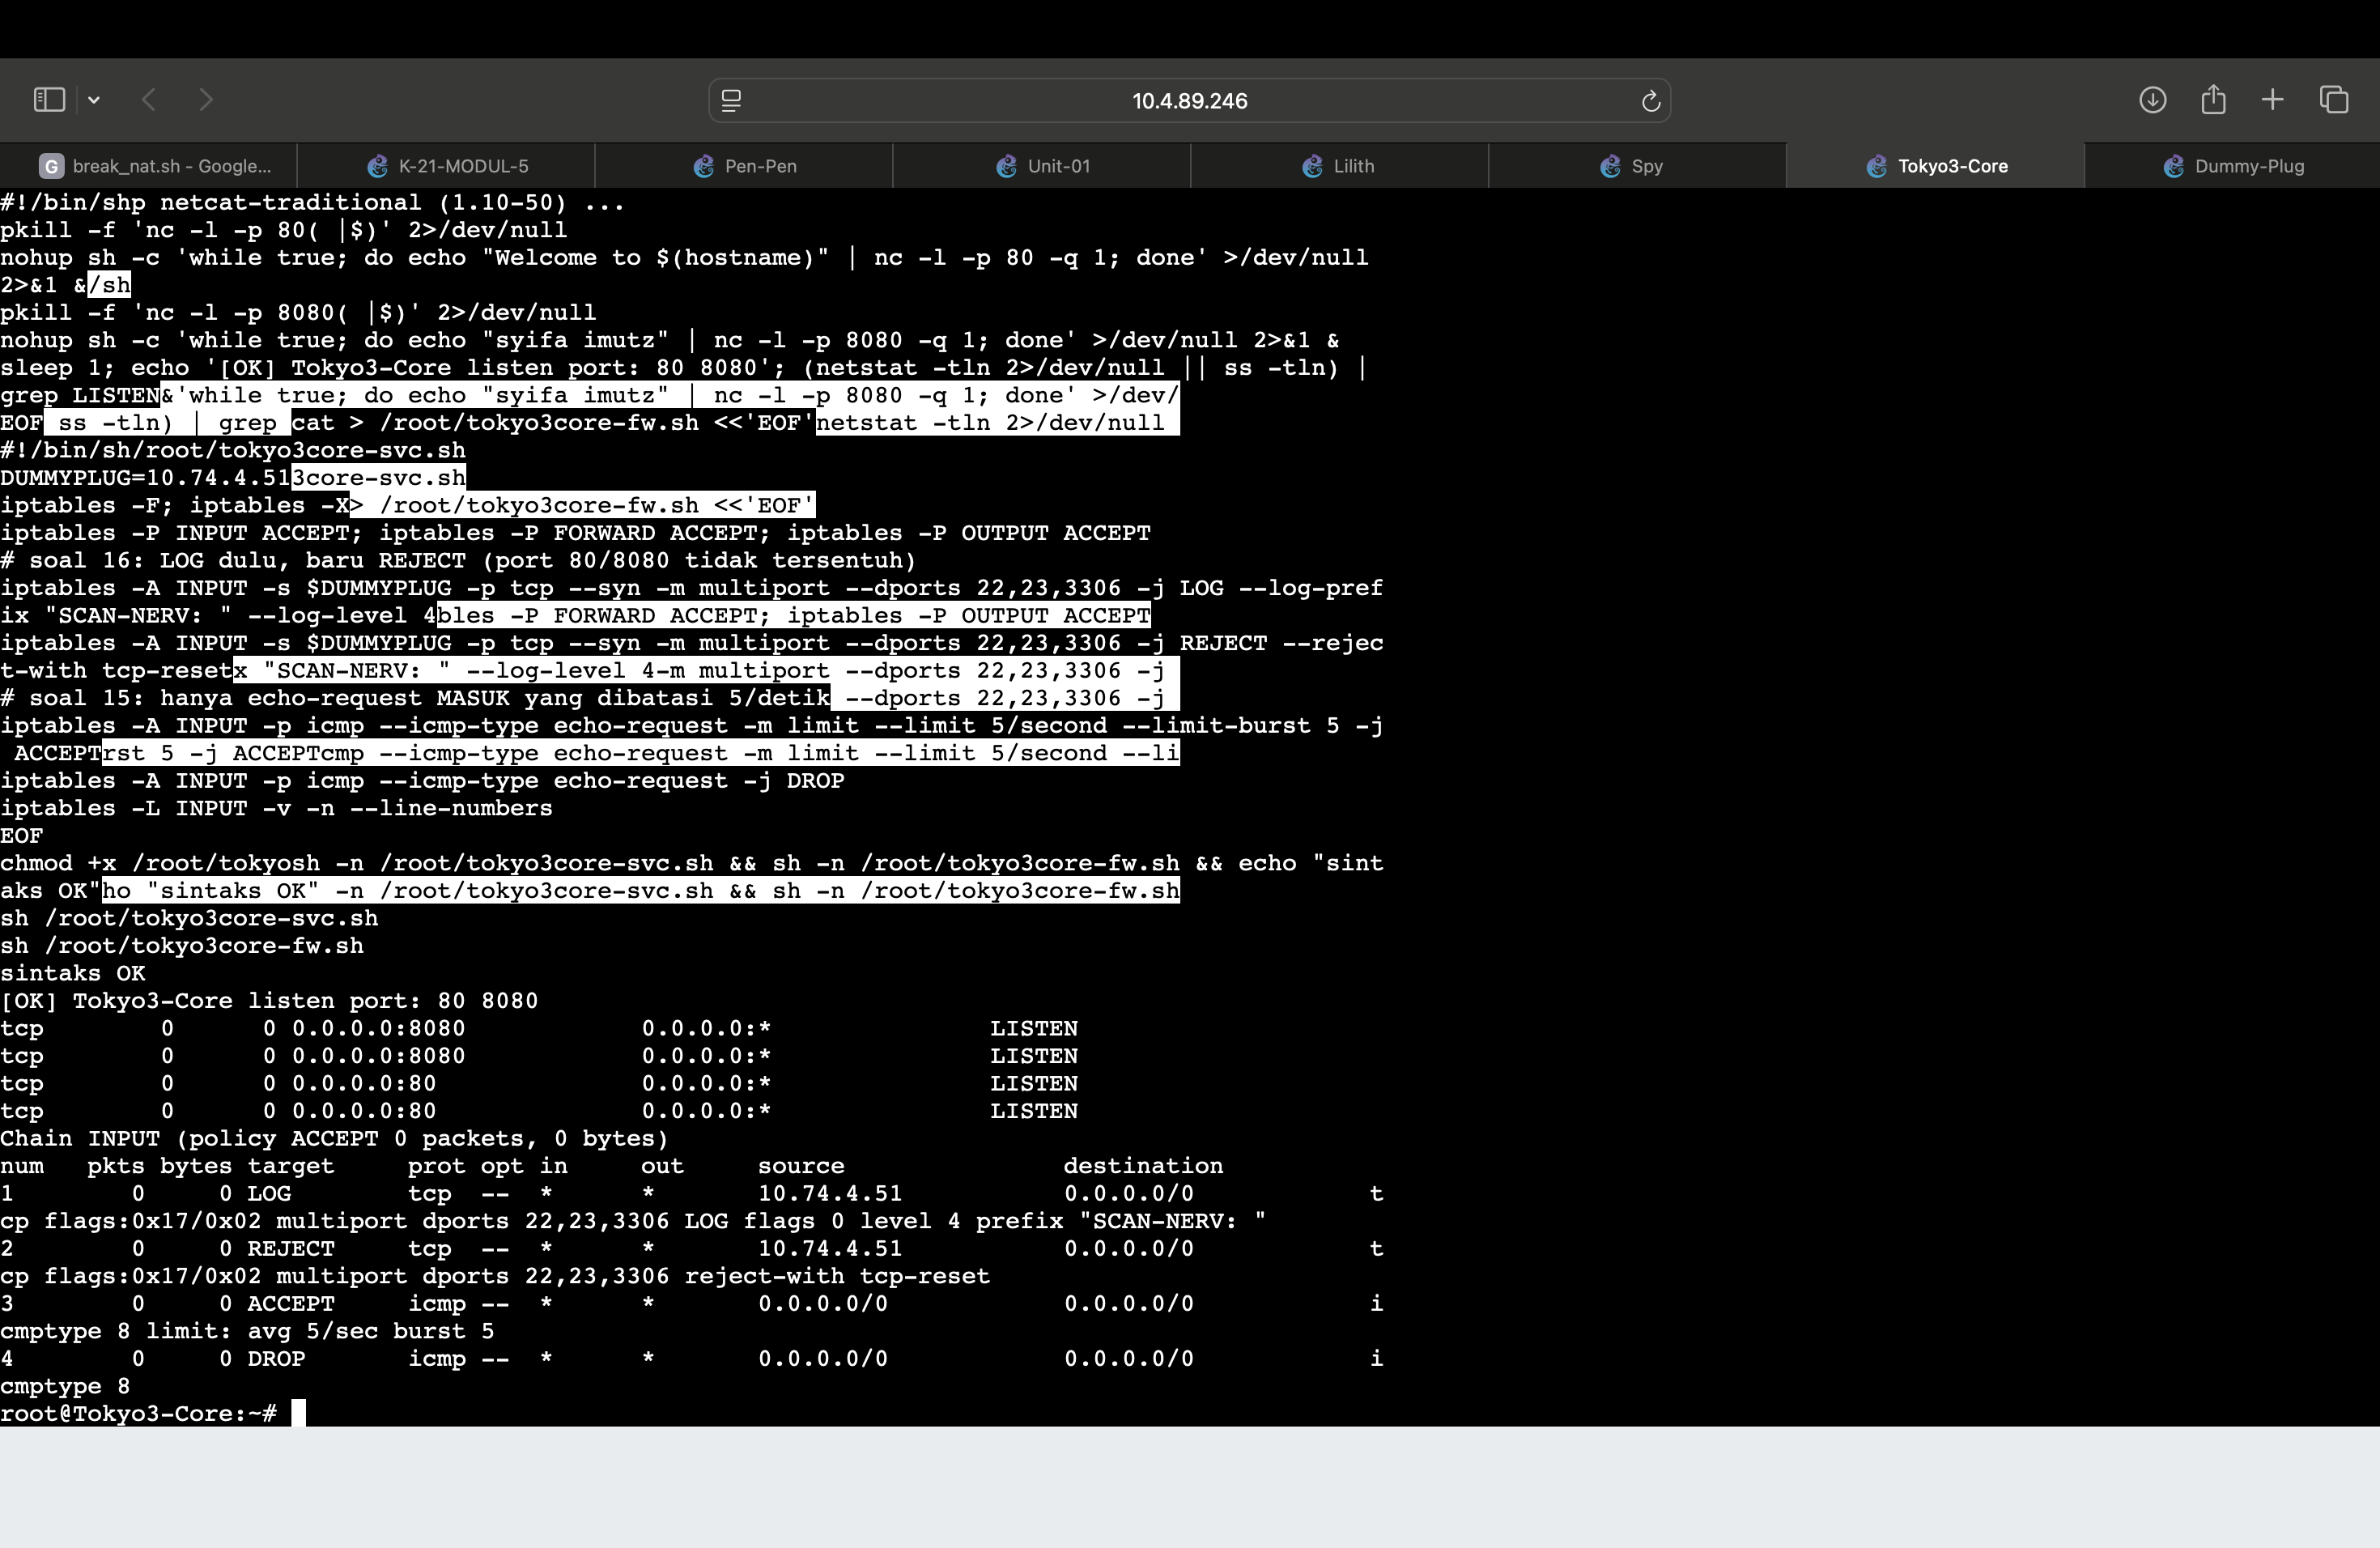 10.4.89.246
G break_nat.sh - Google...
K-21-MODUL-5
Pen-Pen
Unit-01
Lilith
Spy
Tokyo3-Core
Dummy-Plug
#!/bin/shp netcat-traditional (1.10-50) ...
pkill -f 'nc -l -p 80( |$)' 2>/dev/null
nohup sh -c 'while true; do echo "Welcome to $(hostname)" | nc -l -p 80 -q 1; done' >/dev/null
2>&1 &/sh
pkill -f 'nc -l -p 8080( |$)' 2>/dev/null
nohup sh -c 'while true; do echo "syifa imutz" | nc -l -p 8080 -q 1; done' >/dev/null 2>&1 &
sleep 1; echo '[OK] Tokyo3-Core listen port: 80 8080'; (netstat -tln 2>/dev/null || ss -tln) |
grep LISTEN&'while true; do echo "syifa imutz" | nc -l -p 8080 -q 1; done' >/dev/
EOF ss -tln) | grep cat > /root/tokyo3core-fw.sh <<'EOF'netstat -tln 2>/dev/null
#!/bin/sh/root/tokyo3core-svc.sh
DUMMYPLUG=10.74.4.513core-svc.sh
iptables -F; iptables -X> /root/tokyo3core-fw.sh <<'EOF'
iptables -P INPUT ACCEPT; iptables -P FORWARD ACCEPT; iptables -P OUTPUT ACCEPT
# soal 16: LOG dulu, baru REJECT (port 80/8080 tidak tersentuh)
iptables -A INPUT -s $DUMMYPLUG -p tcp --syn -m multiport --dports 22,23,3306 -j LOG --log-pref
ix "SCAN-NERV: " --log-level 4bles -P FORWARD ACCEPT; iptables -P OUTPUT ACCEPT
iptables -A INPUT -s $DUMMYPLUG -p tcp --syn -m multiport --dports 22,23,3306 -j REJECT --rejec
t-with tcp-resetx "SCAN-NERV: " --log-level 4-m multiport --dports 22,23,3306 -j
# soal 15: hanya echo-request MASUK yang dibatasi 5/detik --dports 22,23,3306 -j
iptables -A INPUT -p icmp --icmp-type echo-request -m limit --limit 5/second --limit-burst 5 -j
 ACCEPTrst 5 -j ACCEPTcmp --icmp-type echo-request -m limit --limit 5/second --li
iptables -A INPUT -p icmp --icmp-type echo-request -j DROP
iptables -L INPUT -v -n --line-numbers
EOF
chmod +x /root/tokyosh -n /root/tokyo3core-svc.sh && sh -n /root/tokyo3core-fw.sh && echo "sint
aks OK"ho "sintaks OK" -n /root/tokyo3core-svc.sh && sh -n /root/tokyo3core-fw.sh
sh /root/tokyo3core-svc.sh
sh /root/tokyo3core-fw.sh
sintaks OK
[OK] Tokyo3-Core listen port: 80 8080
tcp 0 0 0.0.0.0:8080 0.0.0.0:* LISTEN
tcp 0 0 0.0.0.0:8080 0.0.0.0:* LISTEN
tcp 0 0 0.0.0.0:80 0.0.0.0:* LISTEN
tcp 0 0 0.0.0.0:80 0.0.0.0:* LISTEN
Chain INPUT (policy ACCEPT 0 packets, 0 bytes)
num pkts bytes target prot opt in out source destination
1 0 0 LOG tcp -- * * 10.74.4.51 0.0.0.0/0 t
cp flags:0x17/0x02 multiport dports 22,23,3306 LOG flags 0 level 4 prefix "SCAN-NERV: "
2 0 0 REJECT tcp -- * * 10.74.4.51 0.0.0.0/0 t
cp flags:0x17/0x02 multiport dports 22,23,3306 reject-with tcp-reset
3 0 0 ACCEPT icmp -- * * 0.0.0.0/0 0.0.0.0/0 i
cmptype 8 limit: avg 5/sec burst 5
4 0 0 DROP icmp -- * * 0.0.0.0/0 0.0.0.0/0 i
cmptype 8
root@Tokyo3-Core:~#